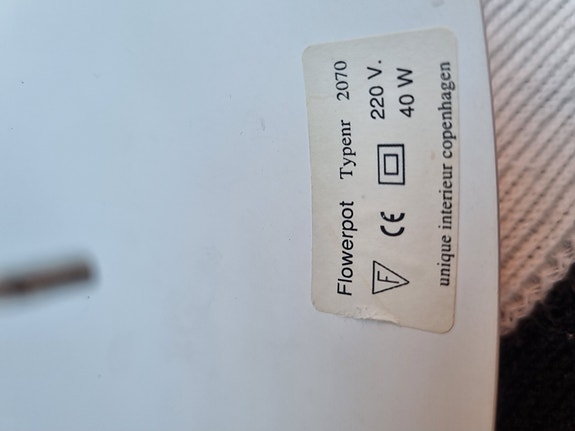 Flowerpot Typenr 2070
F CE 220 V.
40 W
unique interieur copenhagen